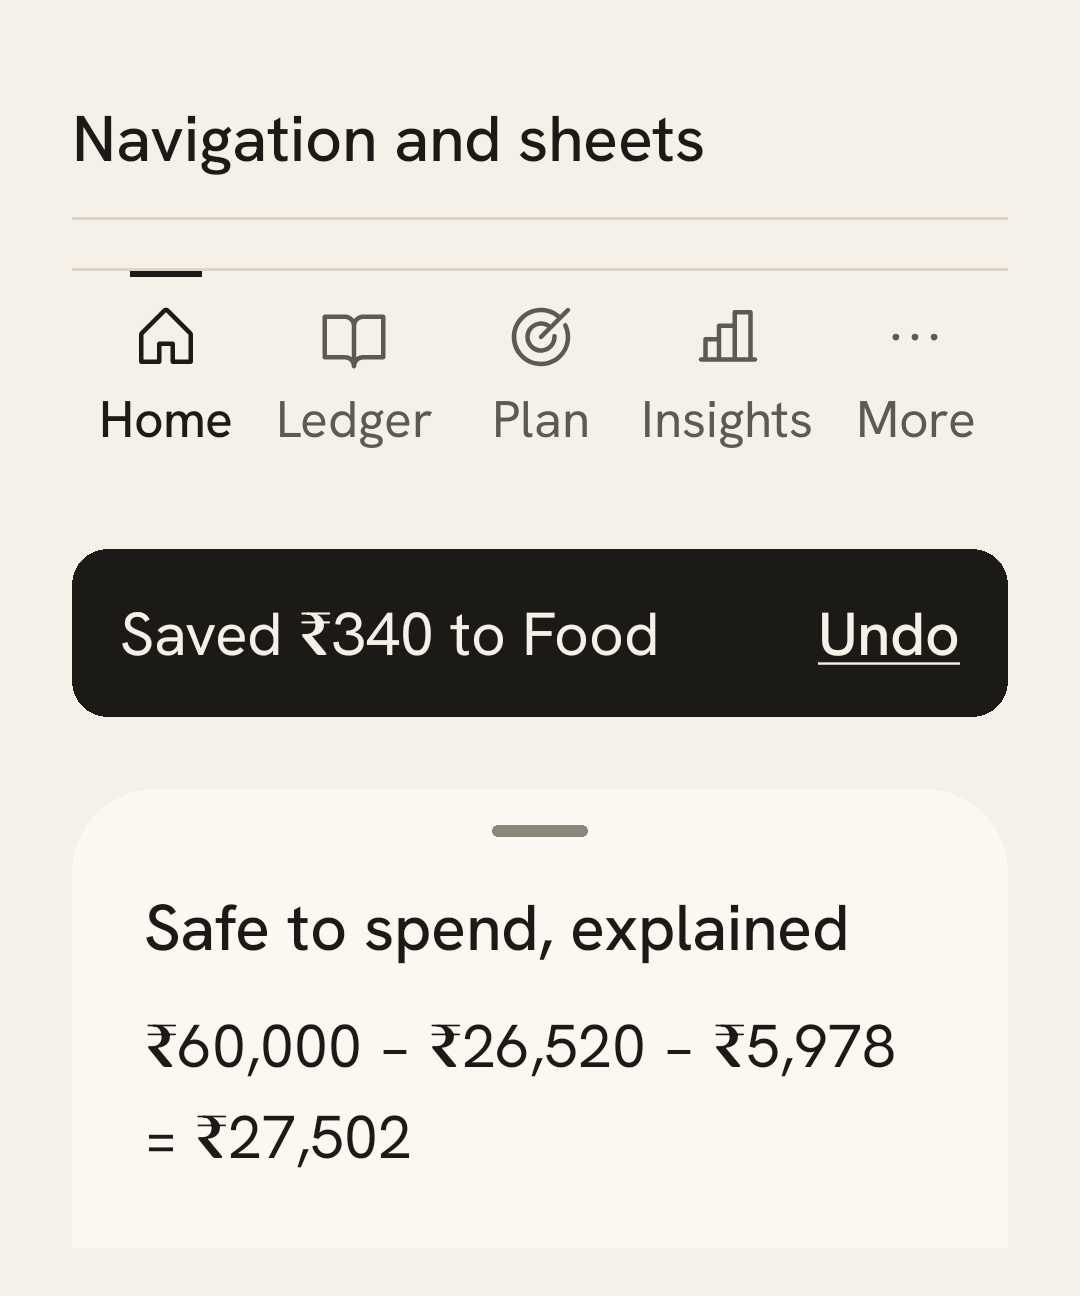 Navigation and sheets
Home Ledger Plan Insights More
Saved ₹340 to Food Undo
Safe to spend, explained
₹60,000 – ₹26,520 – ₹5,978
= ₹27,502